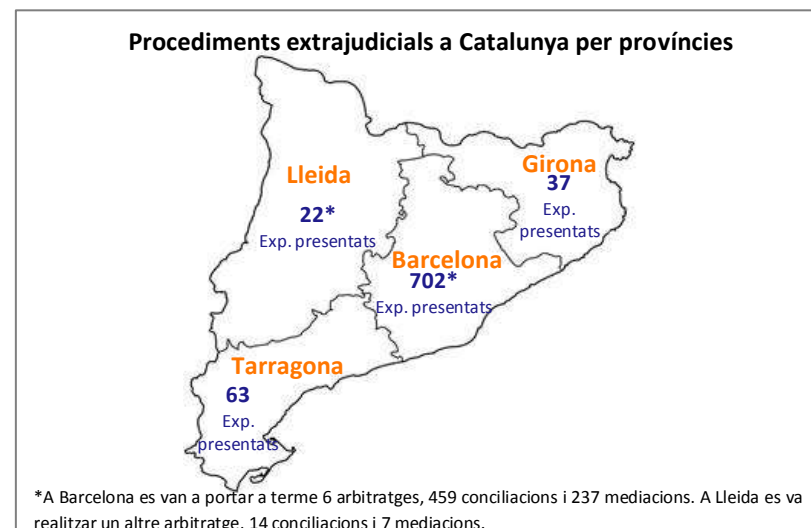 Procediments extrajudicials a Catalunya per províncies
Girona
37
Exp.
presentats
Lleida
22*
Exp. presentats
Barcelona
702*
Exp. presentats
Tarragona
63
Exp.
presentats
*A Barcelona es van a portar a terme 6 arbitratges, 459 conciliacions i 237 mediacions. A Lleida es va
realitzar un altre arbitratge, 14 conciliacions i 7 mediacions.